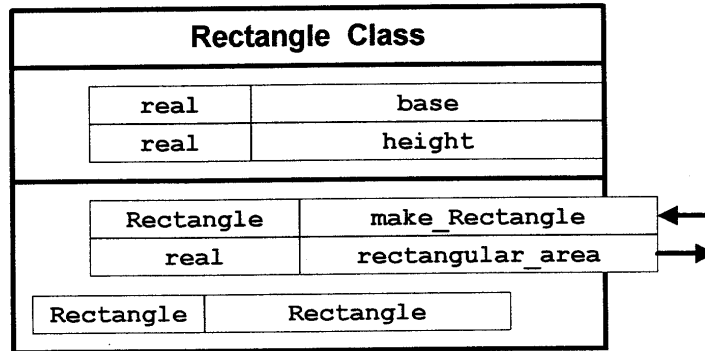 Rectangle Class
real base
real height
Rectangle make_Rectangle
real rectangular_area
Rectangle Rectangle